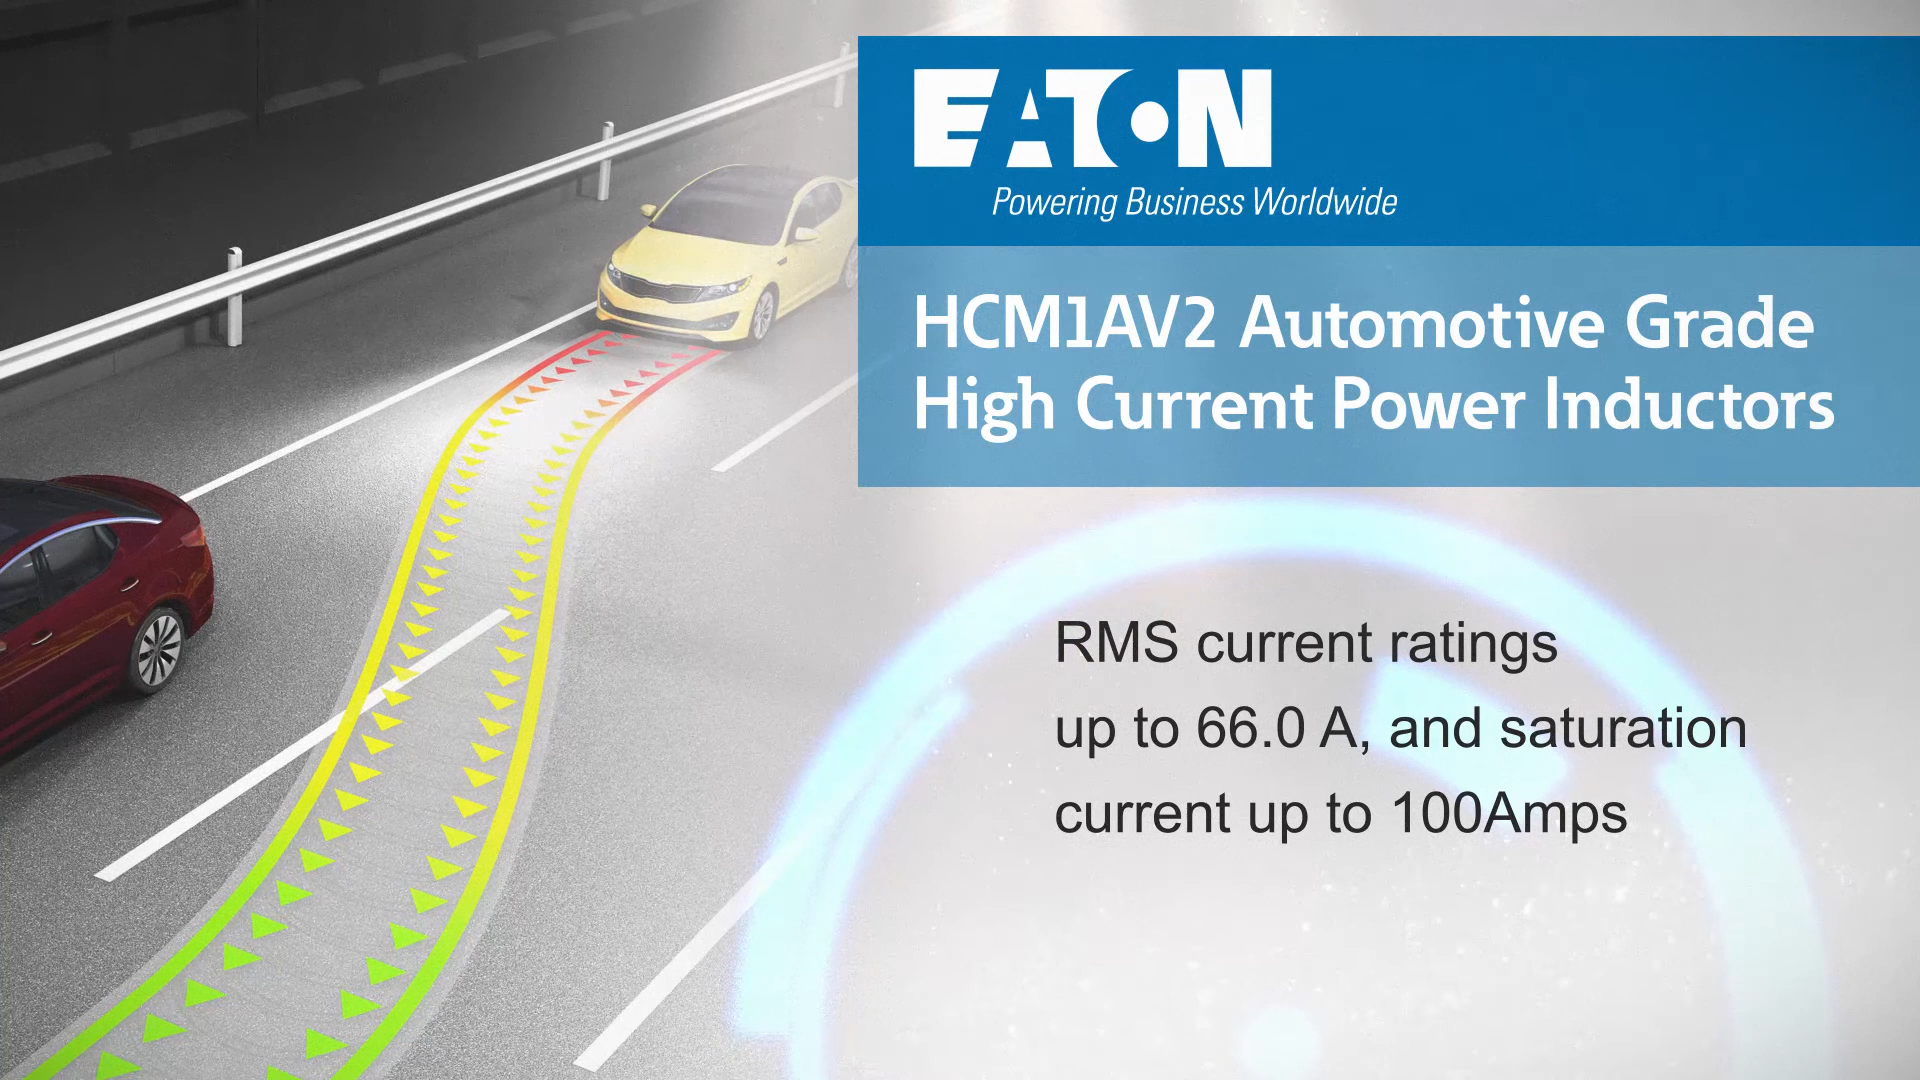 EATON
Powering Business Worldwide
HCM1AV2 Automotive Grade
High Current Power Inductors
RMS current ratings
up to 66.0 A, and saturation
current up to 100Amps